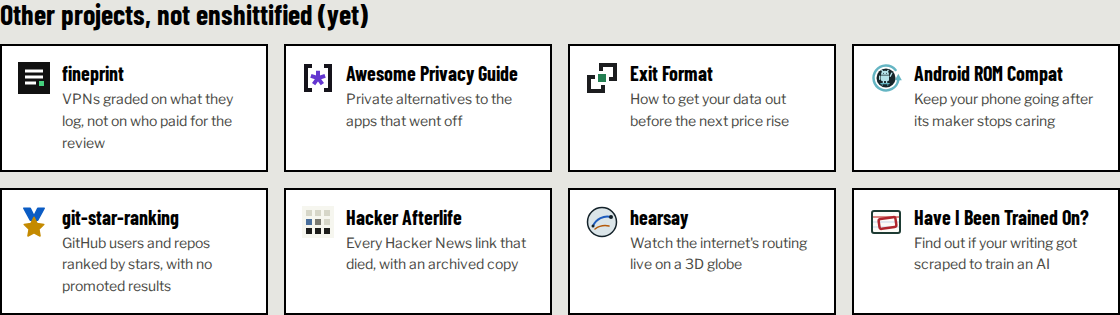 Other projects, not enshittified (yet)
fineprint
VPNs graded on what they
log, not on who paid for the
review
Awesome Privacy Guide
Private alternatives to the
apps that went off
Exit Format
How to get your data out
before the next price rise
Android ROM Compat
Keep your phone going after
its maker stops caring
git-star-ranking
GitHub users and repos
ranked by stars, with no
promoted results
Hacker Afterlife
Every Hacker News link that
died, with an archived copy
hearsay
Watch the internet's routing
live on a 3D globe
Have I Been Trained On?
Find out if your writing got
scraped to train an AI